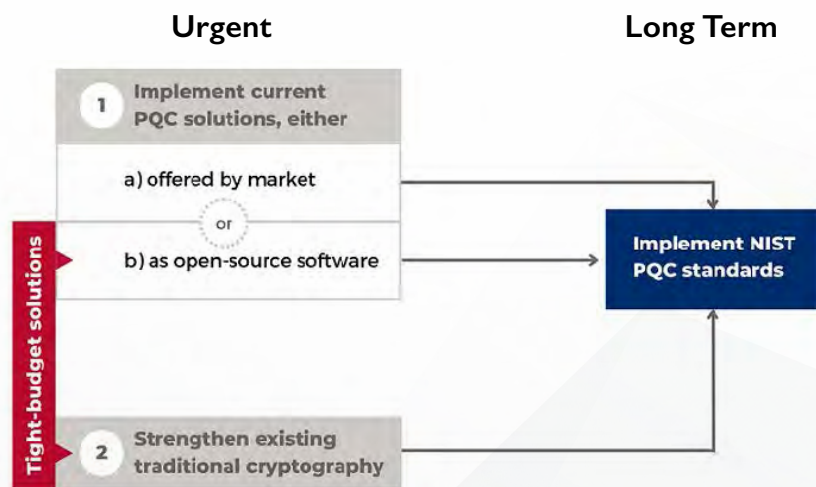 Urgent
Long Term
1
Implement current
PQC solutions, either
a) offered by market
or
b) as open-source software
Implement NIST
PQC standards
Tight-budget solutions
2
Strengthen existing
traditional cryptography